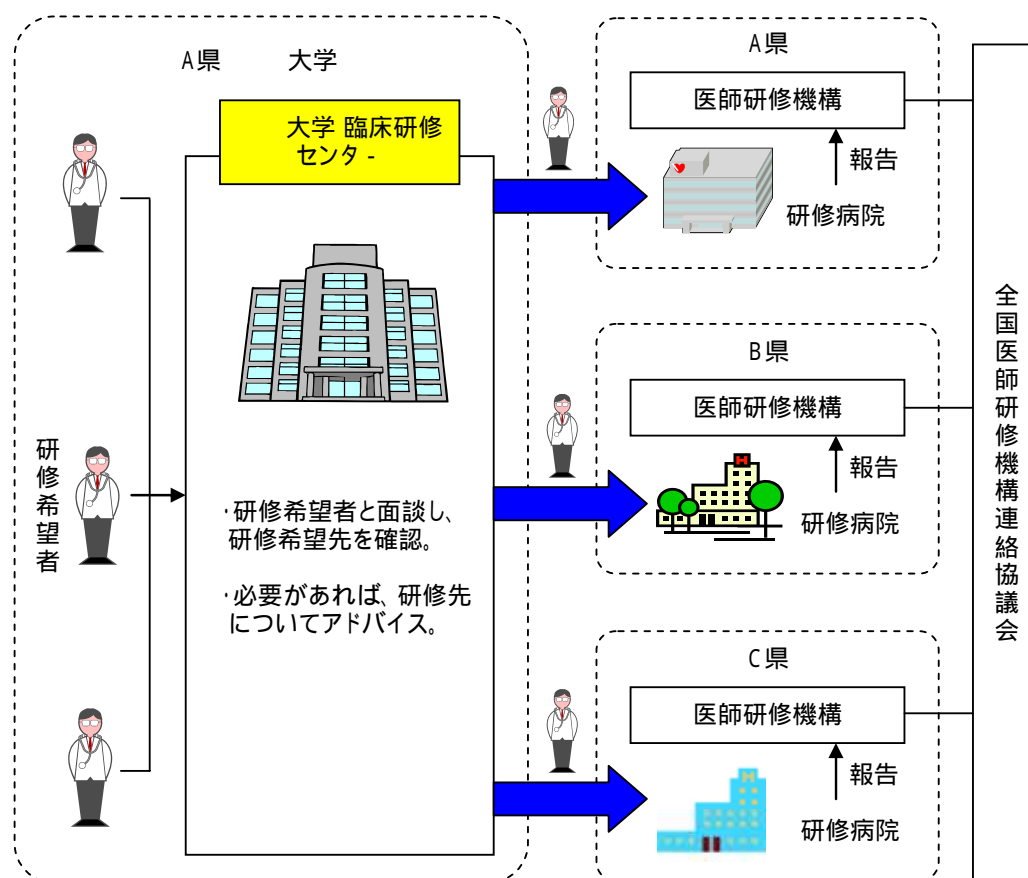 A県 大学
大学 臨床研修
センタ-
研修希望者
・研修希望者と面談し、
研修希望先を確認。
・必要があれば、研修先
についてアドバイス。
A県
医師研修機構
報告
研修病院
B県
医師研修機構
H
報告
研修病院
C県
医師研修機構
H
報告
研修病院
全国医師研修機構連絡協議会